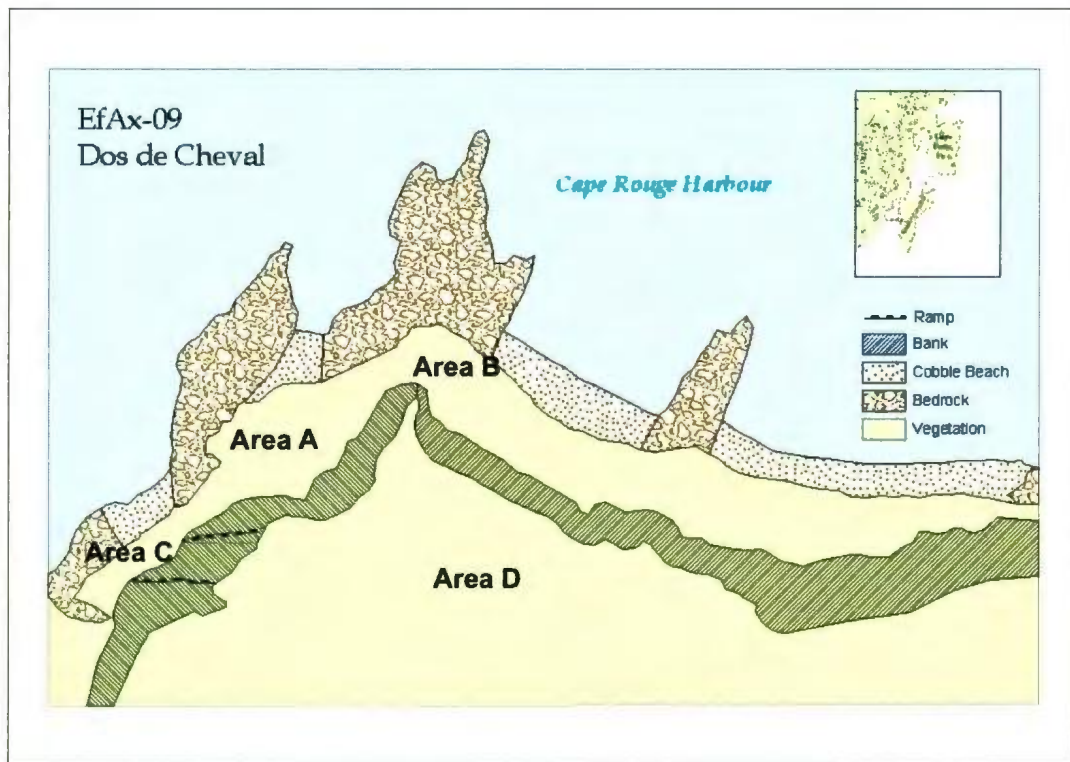 EfAx-09
Dos de Cheval
Cape Rouge Harbour
Ramp
Bank
Cobble Beach
Bedrock
Vegetation
Area B
Area A
Area C
Area D